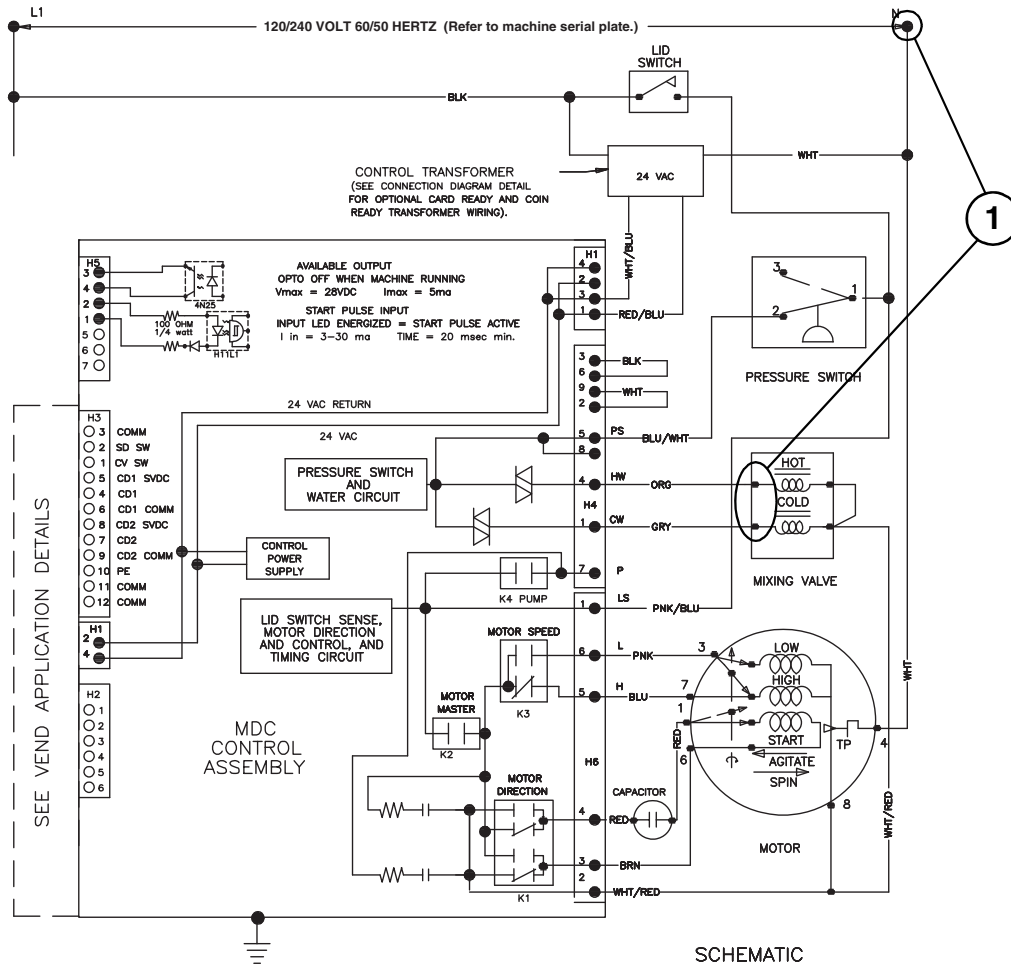 L1
120/240 VOLT 60/50 HERTZ (Refer to machine serial plate.)
N
1
LID
SWITCH
BLK
WHT
CONTROL TRANSFORMER
(SEE CONNECTION DIAGRAM DETAIL
FOR OPTIONAL CARD READY AND COIN
READY TRANSFORMER WIRING).
24 VAC
WHT/BLU
RED/BLU
H1
4
2
3
1
H5
3
4
2
1
5
6
7
4N25
100 OHM
1/4 watt
H11L1
AVAILABLE OUTPUT
OPTO OFF WHEN MACHINE RUNNING
Vmax = 28VDC Imax = 5ma
START PULSE INPUT
INPUT LED ENERGIZED = START PULSE ACTIVE
I in = 3-30 ma TIME = 20 msec min.
3
1
2
PRESSURE SWITCH
3 BLK
6
9 WHT
2
24 VAC RETURN
24 VAC
5 PS BLU/WHT
8
4 HW ORG
H4
1 CW GRY
7 P
HOT
COLD
MIXING VALVE
PRESSURE SWITCH
AND
WATER CIRCUIT
SEE VEND APPLICATION DETAILS
H3
3 COMM
2 SD SW
1 CV SW
5 CD1 5VDC
4 CD1
6 CD1 COMM
8 CD2 5VDC
7 CD2
9 CD2 COMM
10 PE
11 COMM
12 COMM
H1
2
4
H2
1
2
3
4
5
6
CONTROL
POWER
SUPPLY
K4 PUMP
LID SWITCH SENSE,
MOTOR DIRECTION
AND CONTROL, AND
TIMING CIRCUIT
MOTOR SPEED
K3
MOTOR
MASTER
K2
MDC
CONTROL
ASSEMBLY
MOTOR
DIRECTION
K1
1 LS PNK/BLU
6 L PNK
5 H BLU
H6
4 RED
3 BRN
2
WHT/RED
CAPACITOR
RED
3
7
1
6
LOW
HIGH
START
AGITATE
SPIN
TP
4
8
MOTOR
WHT
WHT/RED
SCHEMATIC